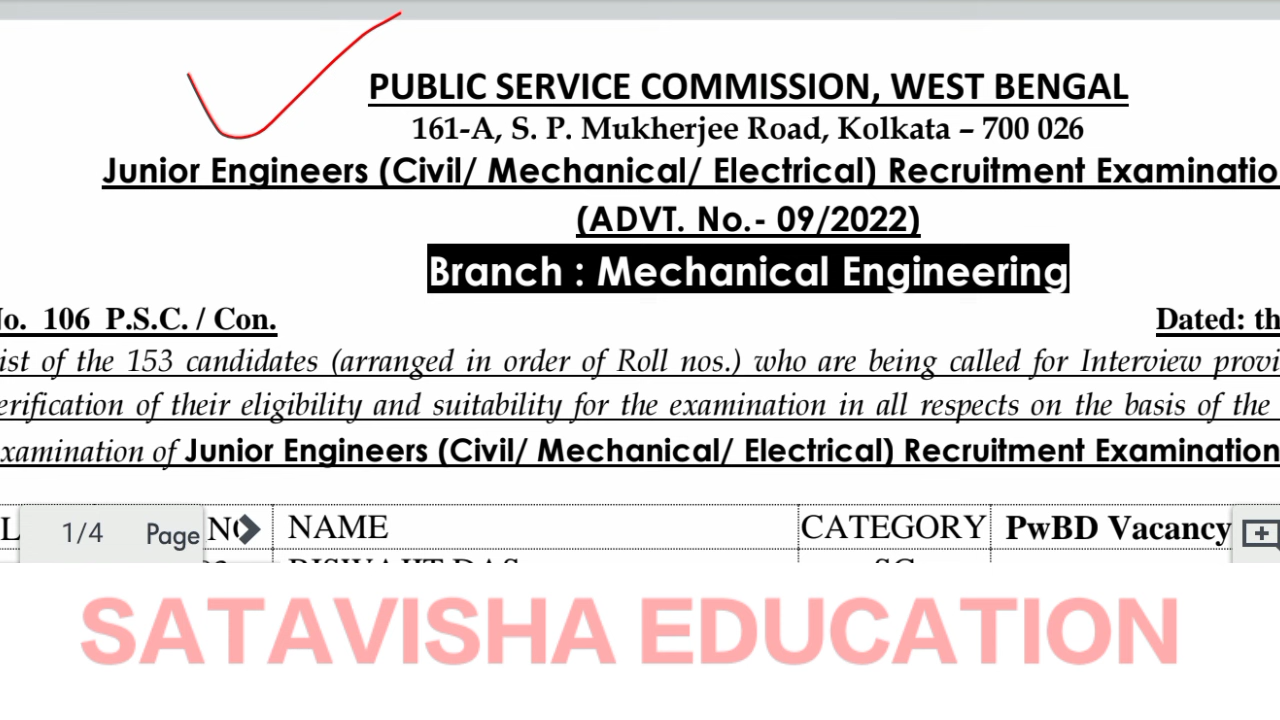 PUBLIC SERVICE COMMISSION, WEST BENGAL
161-A, S. P. Mukherjee Road, Kolkata – 700 026
Junior Engineers (Civil/ Mechanical/ Electrical) Recruitment Examinatio
(ADVT. No.- 09/2022)
Branch : Mechanical Engineering
No. 106 P.S.C. / Con. Dated: th
ist of the 153 candidates (arranged in order of Roll nos.) who are being called for Interview provi
erification of their eligibility and suitability for the examination in all respects on the basis of the
xamination of Junior Engineers (Civil/ Mechanical/ Electrical) Recruitment Examination
L 1/4 Page NO NAME CATEGORY PwBD Vacancy
BISWAJIT DAS SC
SATAVISHA EDUCATION